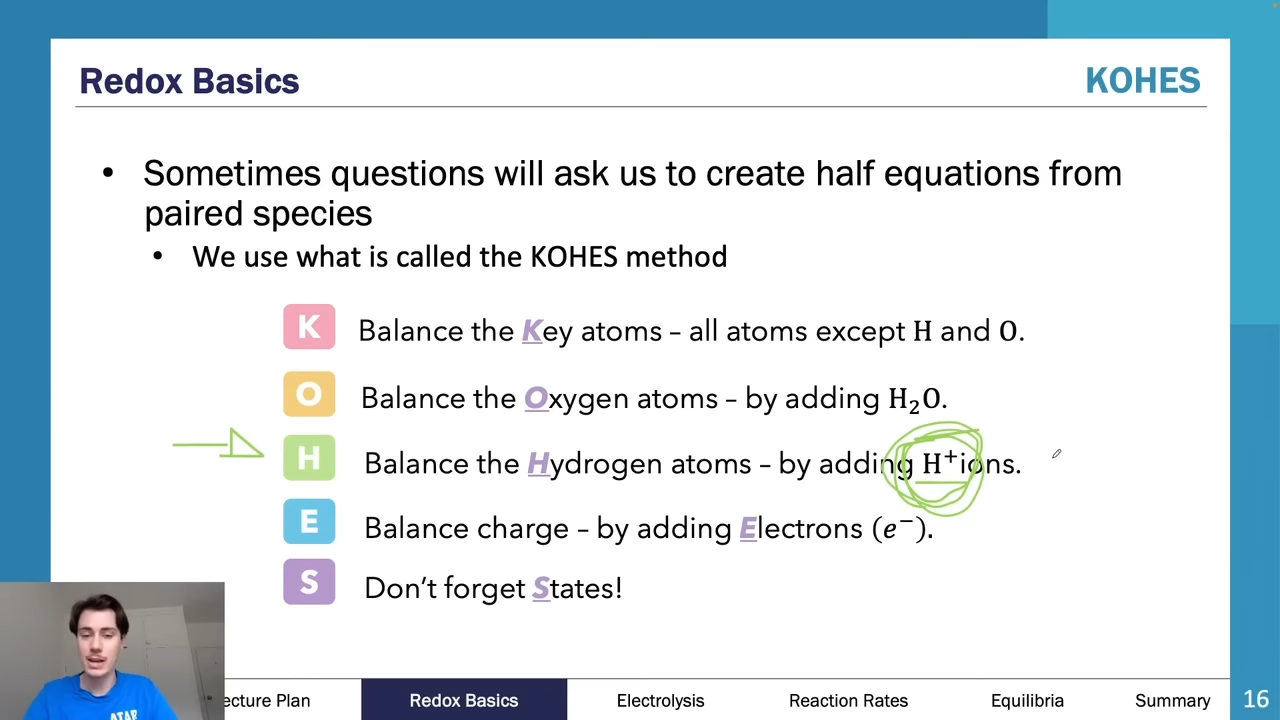 Redox Basics
KOHES
• Sometimes questions will ask us to create half equations from
paired species
• We use what is called the KOHES method
K Balance the Key atoms – all atoms except H and O.
O Balance the Oxygen atoms – by adding H₂O.
H Balance the Hydrogen atoms – by adding H⁺ions.
E Balance charge – by adding Electrons (e⁻).
S Don't forget States!
ATAR
ecture Plan
Redox Basics
Electrolysis
Reaction Rates
Equilibria
Summary
16